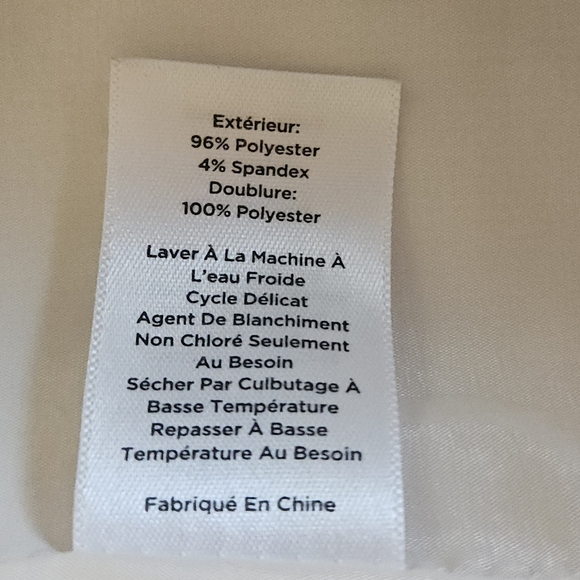 Extérieur:
96% Polyester
4% Spandex
Doublure:
100% Polyester
Laver À La Machine À
L'eau Froide
Cycle Délicat
Agent De Blanchiment
Non Chloré Seulement
Au Besoin
Sécher Par Culbutage À
Basse Température
Repasser À Basse
Température Au Besoin
Fabriqué En Chine